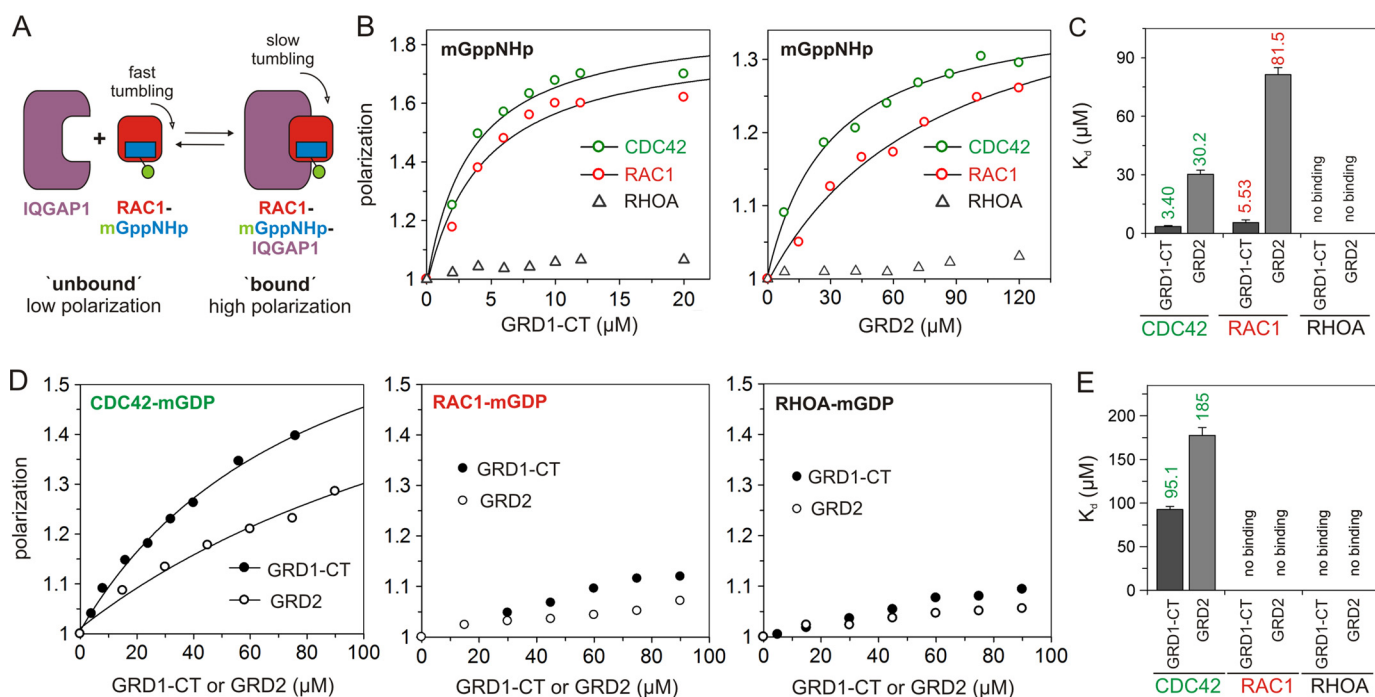 A
fast
tumbling
slow
tumbling
+
IQGAP1
RAC1-
mGppNHp
RAC1-
mGppNHp-
IQGAP1
`unbound´
low polarization
`bound´
high polarization
B
mGppNHp
polarization
1.8
1.6
1.4
1.2
1
CDC42
RAC1
RHOA
0 5 10 15 20
GRD1-CT (µM)
mGppNHp
1.3
1.2
1.1
1
CDC42
RAC1
RHOA
0 30 60 90 120
GRD2 (µM)
C
Kd (µM)
90
60
30
0
3.40
30.2
5.53
81.5
no binding
no binding
GRD1-CT
GRD2
GRD1-CT
GRD2
GRD1-CT
GRD2
CDC42 RAC1 RHOA
D
CDC42-mGDP
polarization
1.5
1.4
1.3
1.2
1.1
1
GRD1-CT
GRD2
0 20 40 60 80 100
GRD1-CT or GRD2 (µM)
RAC1-mGDP
1.5
1.4
1.3
1.2
1.1
1
GRD1-CT
GRD2
0 20 40 60 80 100
GRD1-CT or GRD2 (µM)
RHOA-mGDP
1.5
1.4
1.3
1.2
1.1
1
GRD1-CT
GRD2
0 20 40 60 80 100
GRD1-CT or GRD2 (µM)
E
Kd (µM)
200
150
100
50
0
95.1
185
no binding
no binding
no binding
no binding
GRD1-CT
GRD2
GRD1-CT
GRD2
GRD1-CT
GRD2
CDC42 RAC1 RHOA